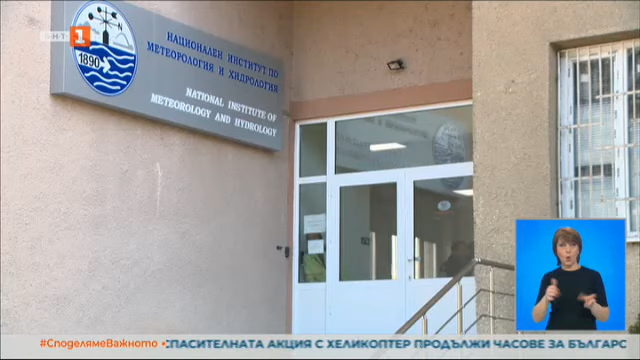 БНТ 1
НАЦИОНАЛЕН ИНСТИТУТ ПО
МЕТЕОРОЛОГИЯ И ХИДРОЛОГИЯ
NATIONAL INSTITUTE OF
METEOROLOGY AND HYDROLOGY
1890
#СподелямеВажното • СПАСИТЕЛНАТА АКЦИЯ С ХЕЛИКОПТЕР ПРОДЪЛЖИ ЧАСОВЕ ЗА БЪЛГАРС